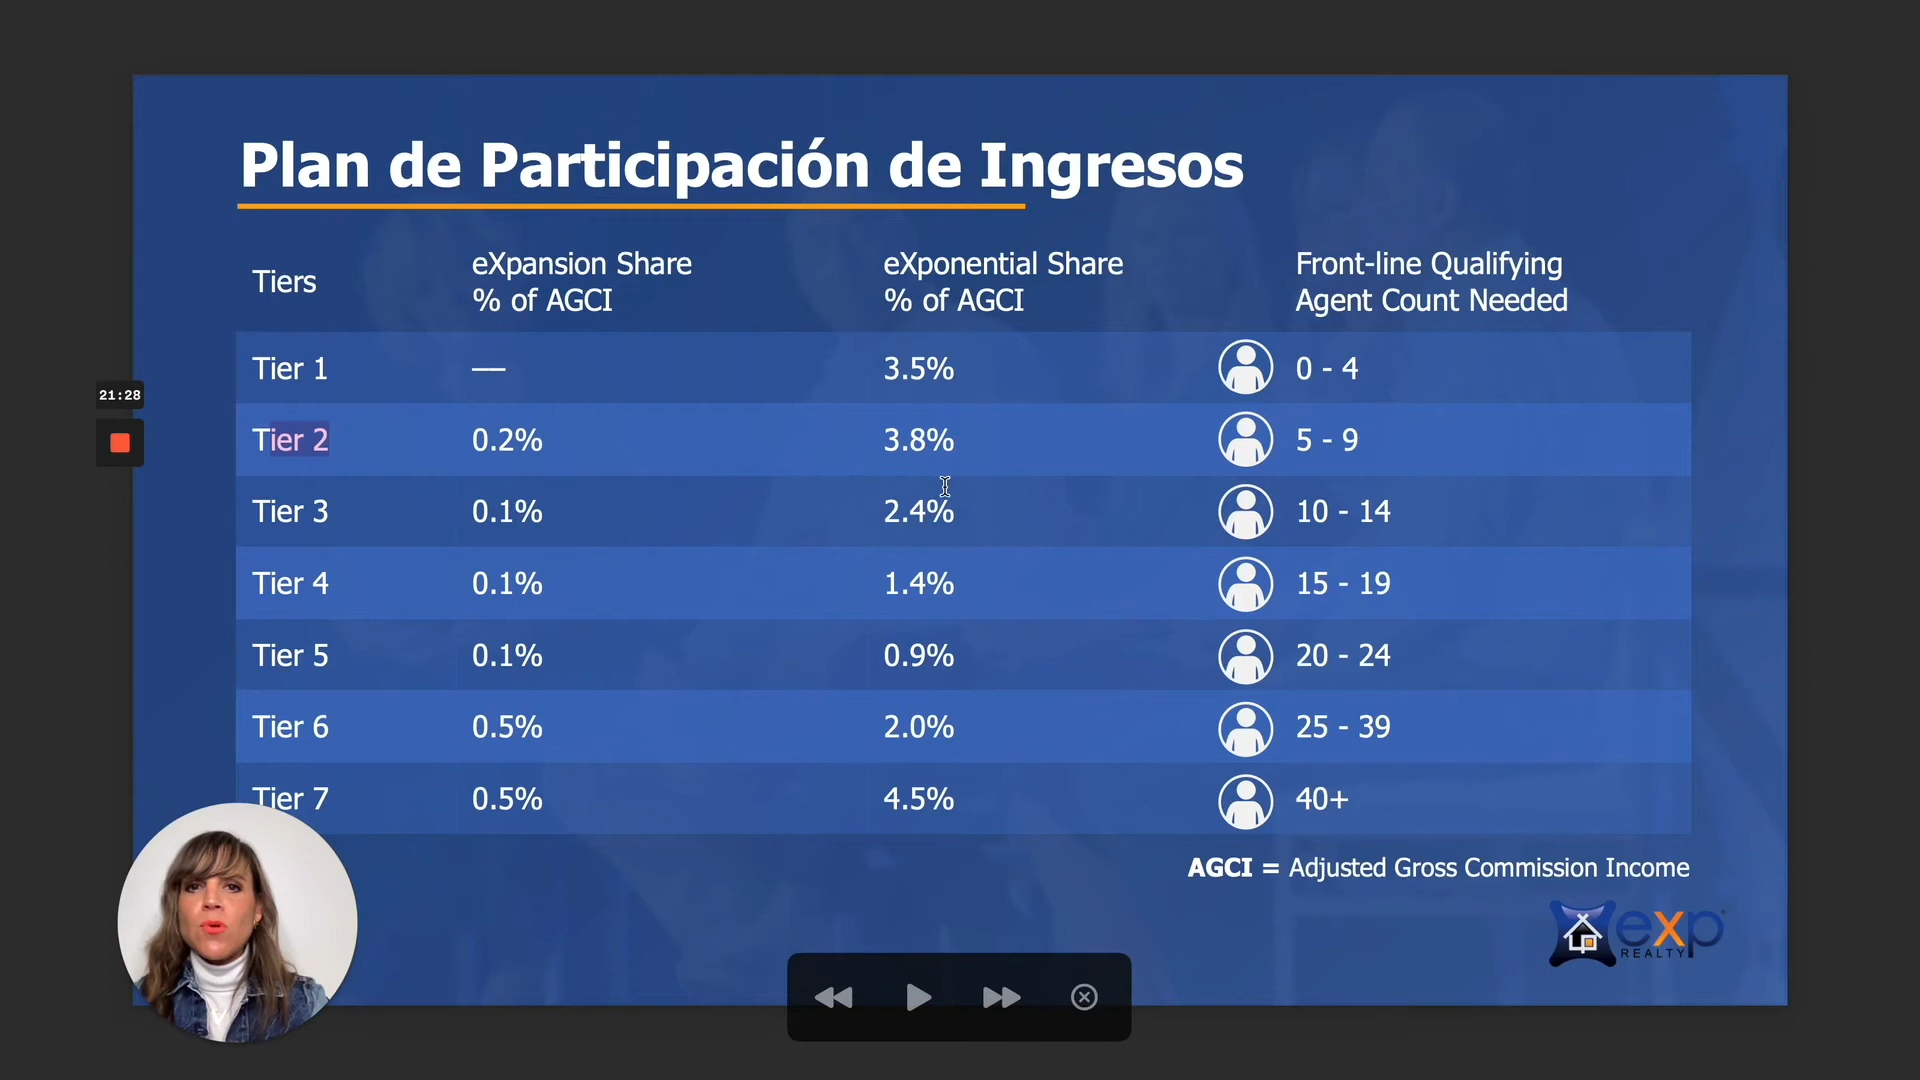 Plan de Participación de Ingresos
Tiers
eXpansion Share
% of AGCI
eXponential Share
% of AGCI
Front-line Qualifying
Agent Count Needed
Tier 1 — 3.5% 0 - 4
Tier 2 0.2% 3.8% 5 - 9
Tier 3 0.1% 2.4% 10 - 14
Tier 4 0.1% 1.4% 15 - 19
Tier 5 0.1% 0.9% 20 - 24
Tier 6 0.5% 2.0% 25 - 39
Tier 7 0.5% 4.5% 40+
21:28
AGCI = Adjusted Gross Commission Income
exp
REALTY